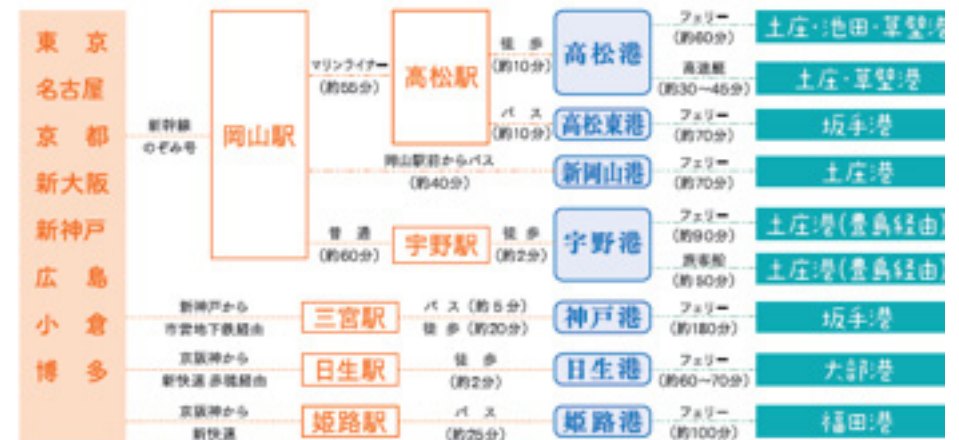 東京
名古屋
京都
新大阪
新神戸
広島
小倉
博多
新幹線
のぞみ号
岡山駅
マリンライナー
(約55分)
高松駅
徒歩
(約10分)
高松港
フェリー
(約60分)
土庄・池田・草壁港
高速艇
(約30〜45分)
土庄・草壁港
バス
(約10分)
高松東港
フェリー
(約70分)
坂手港
岡山駅前からバス
(約40分)
新岡山港
フェリー
(約70分)
土庄港
普通
(約60分)
宇野駅
徒歩
(約2分)
宇野港
フェリー
(約90分)
土庄港(豊島経由)
旅客船
(約50分)
土庄港(豊島経由)
新神戸から
市営地下鉄経由
三宮駅
バス(約5分)
徒歩(約20分)
神戸港
フェリー
(約180分)
坂手港
京阪神から
新快速 赤穂経由
日生駅
徒歩
(約2分)
日生港
フェリー
(約60〜70分)
大部港
京阪神から
新快速
姫路駅
バス
(約25分)
姫路港
フェリー
(約100分)
福田港